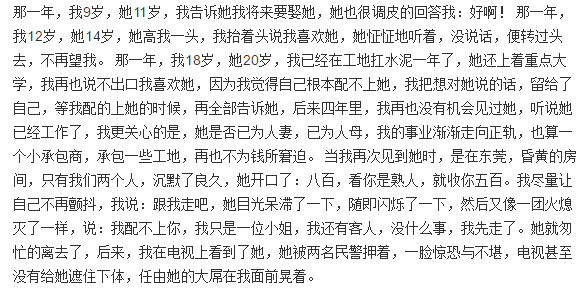 那一年，我9岁，她11岁，我告诉她我将来要娶她，她也很调皮的回答我：好啊！ 那一年，
我12岁，她14岁，她高我一头，我抬着头说我喜欢她，她怔怔地听着，没说话，便转过头
去，不再望我。 那一年，我18岁，她20岁，我已经在工地扛水泥一年了，她还上着重点大
学，我再也说不出口我喜欢她，因为我觉得自己根本配不上她，我把想对她说的话，留给了
自己，等我配的上她的时候，再全部告诉她，后来四年里，我再也没有机会见过她，听说她
已经工作了，我更关心的是，她是否已为人妻，已为人母，我的事业渐渐走向正轨，也算一
个小承包商，承包一些工地，再也不为钱所窘迫。 当我再次见到她时，是在东莞，昏黄的房
间，只有我们两个人，沉默了良久，她开口了：八百，看你是熟人，就收你五百。我尽量让
自己不再颤抖，我说：跟我走吧，她目光呆滞了一下，随即闪烁了一下，然后又像一团火熄
灭了一样，说：我配不上你，我只是一位小姐，我还有客人，没什么事，我先走了。她就匆
忙的离去了，后来，我在电视上看到了她，她被两名民警押着，一脸惊恐与不堪，电视甚至
没有给她遮住下体，任由她的大屌在我面前晃着。